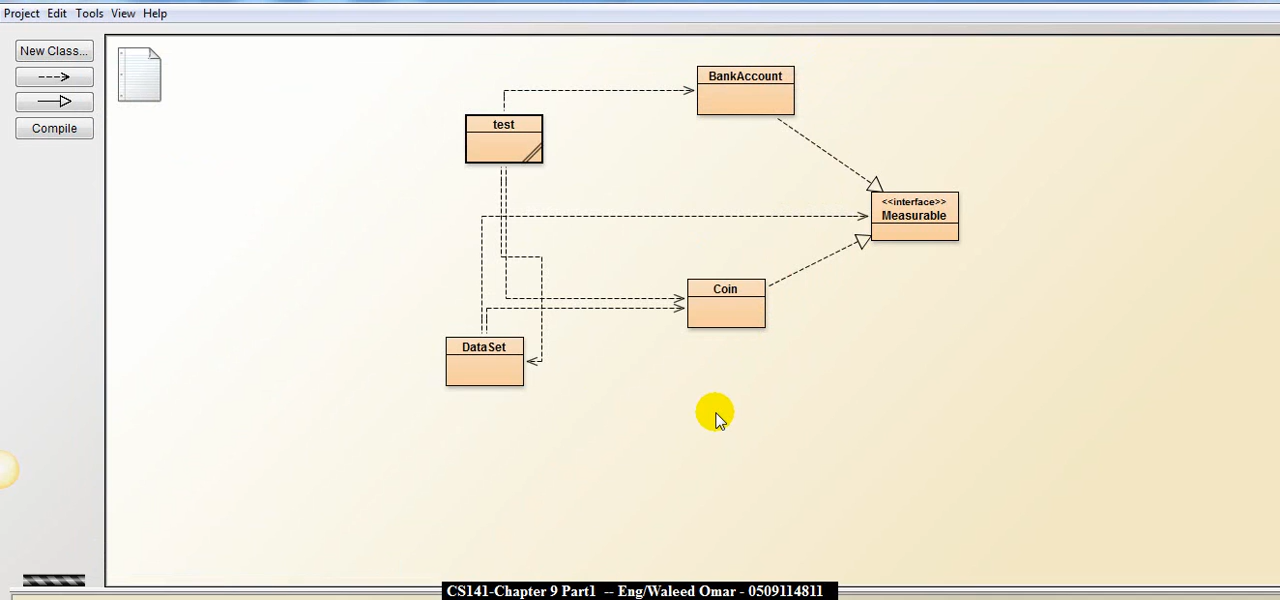 Project Edit Tools View Help
New Class...
Compile
BankAccount
test
<<interface>>
Measurable
Coin
DataSet
CS141-Chapter 9 Part1 -- Eng/Waleed Omar - 0509114811